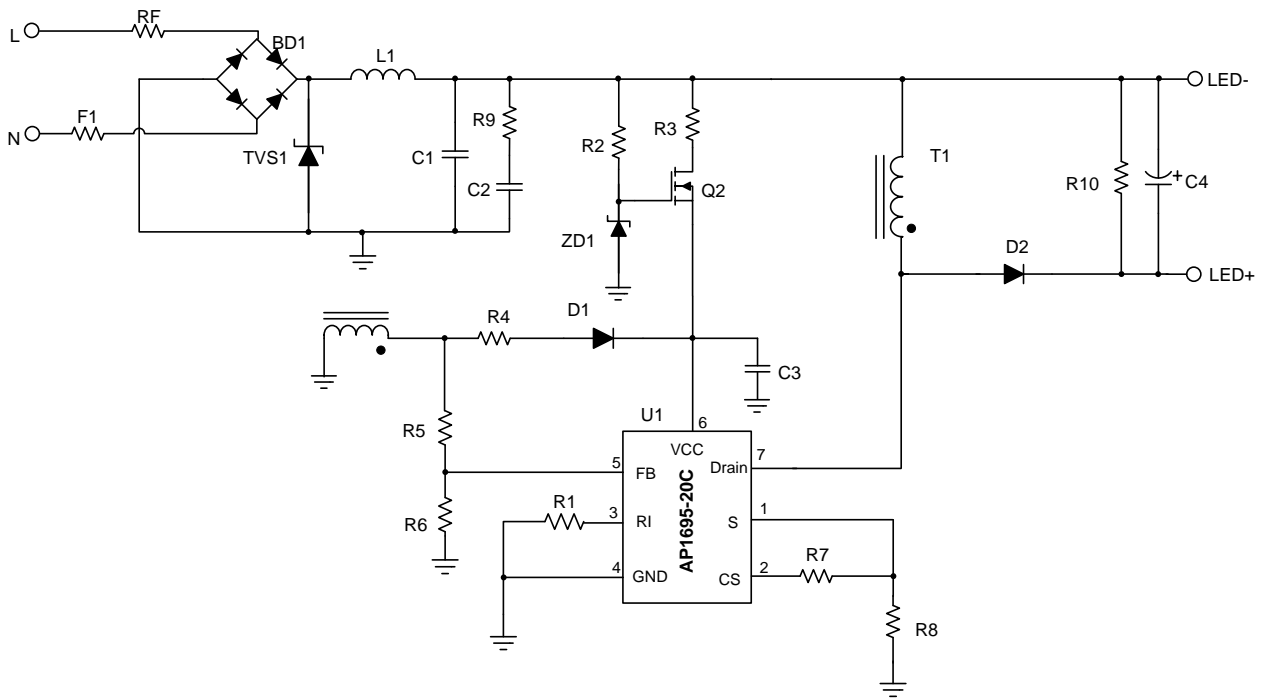 RF
L
BD1
L1
LED-
F1
N
TVS1
C1
R9
C2
R2
R3
Q2
ZD1
T1
R10
+
C4
D2
LED+
R4
D1
C3
U1
6
VCC
R5
5
FB
7
Drain
R6
R1
3
RI
1
S
4
GND
2
CS
R7
AP1695-20C
R8